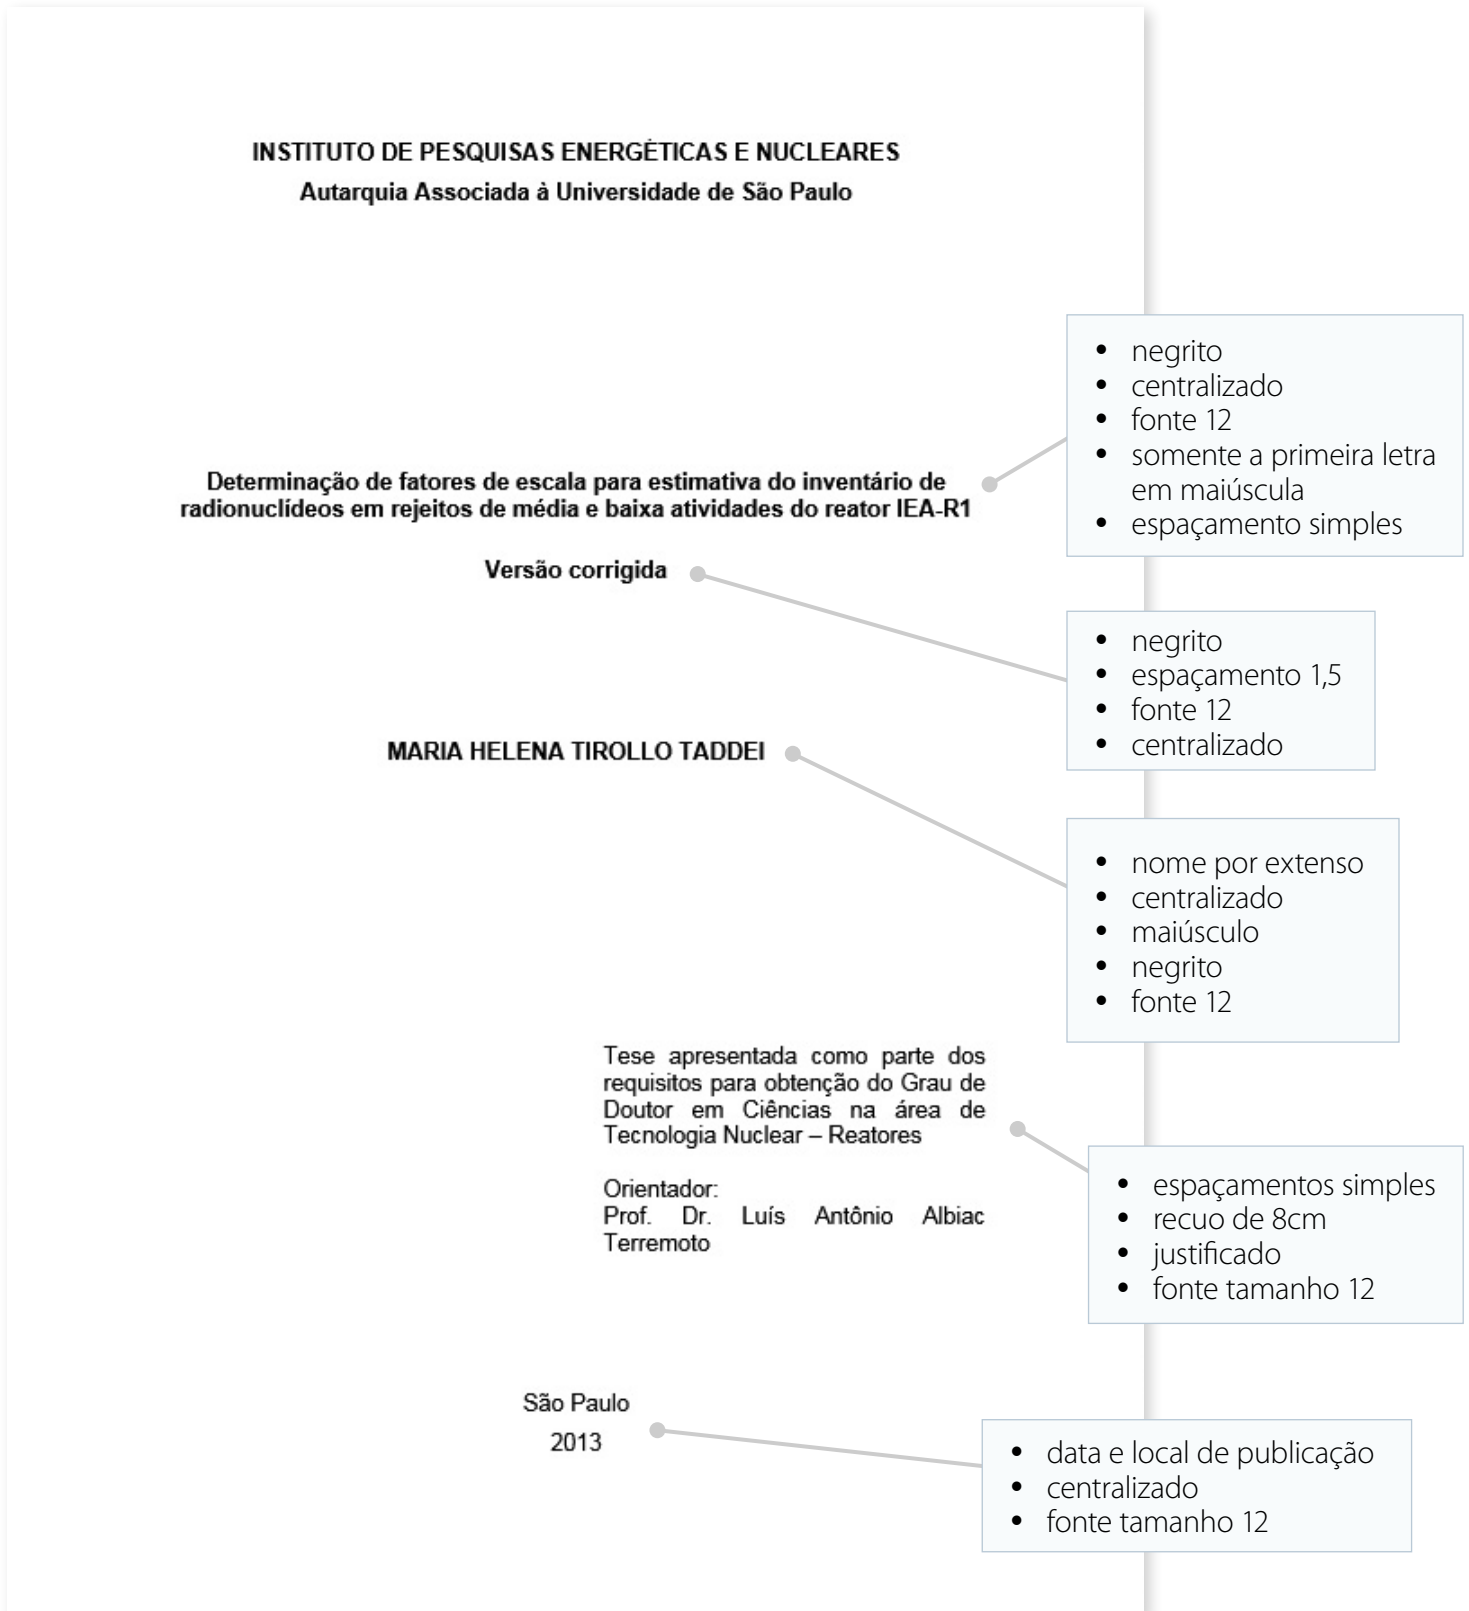 INSTITUTO DE PESQUISAS ENERGÉTICAS E NUCLEARES
Autarquia Associada à Universidade de São Paulo
Determinação de fatores de escala para estimativa do inventário de
radionuclídeos em rejeitos de média e baixa atividades do reator IEA-R1
Versão corrigida
MARIA HELENA TIROLLO TADDEI
Tese apresentada como parte dos
requisitos para obtenção do Grau de
Doutor em Ciências na área de
Tecnologia Nuclear – Reatores
Orientador:
Prof. Dr. Luís Antônio Albiac
Terremoto
São Paulo
2013
• negrito
• centralizado
• fonte 12
• somente a primeira letra
em maiúscula
• espaçamento simples
• negrito
• espaçamento 1,5
• fonte 12
• centralizado
• nome por extenso
• centralizado
• maiúsculo
• negrito
• fonte 12
• espaçamentos simples
• recuo de 8cm
• justificado
• fonte tamanho 12
• data e local de publicação
• centralizado
• fonte tamanho 12